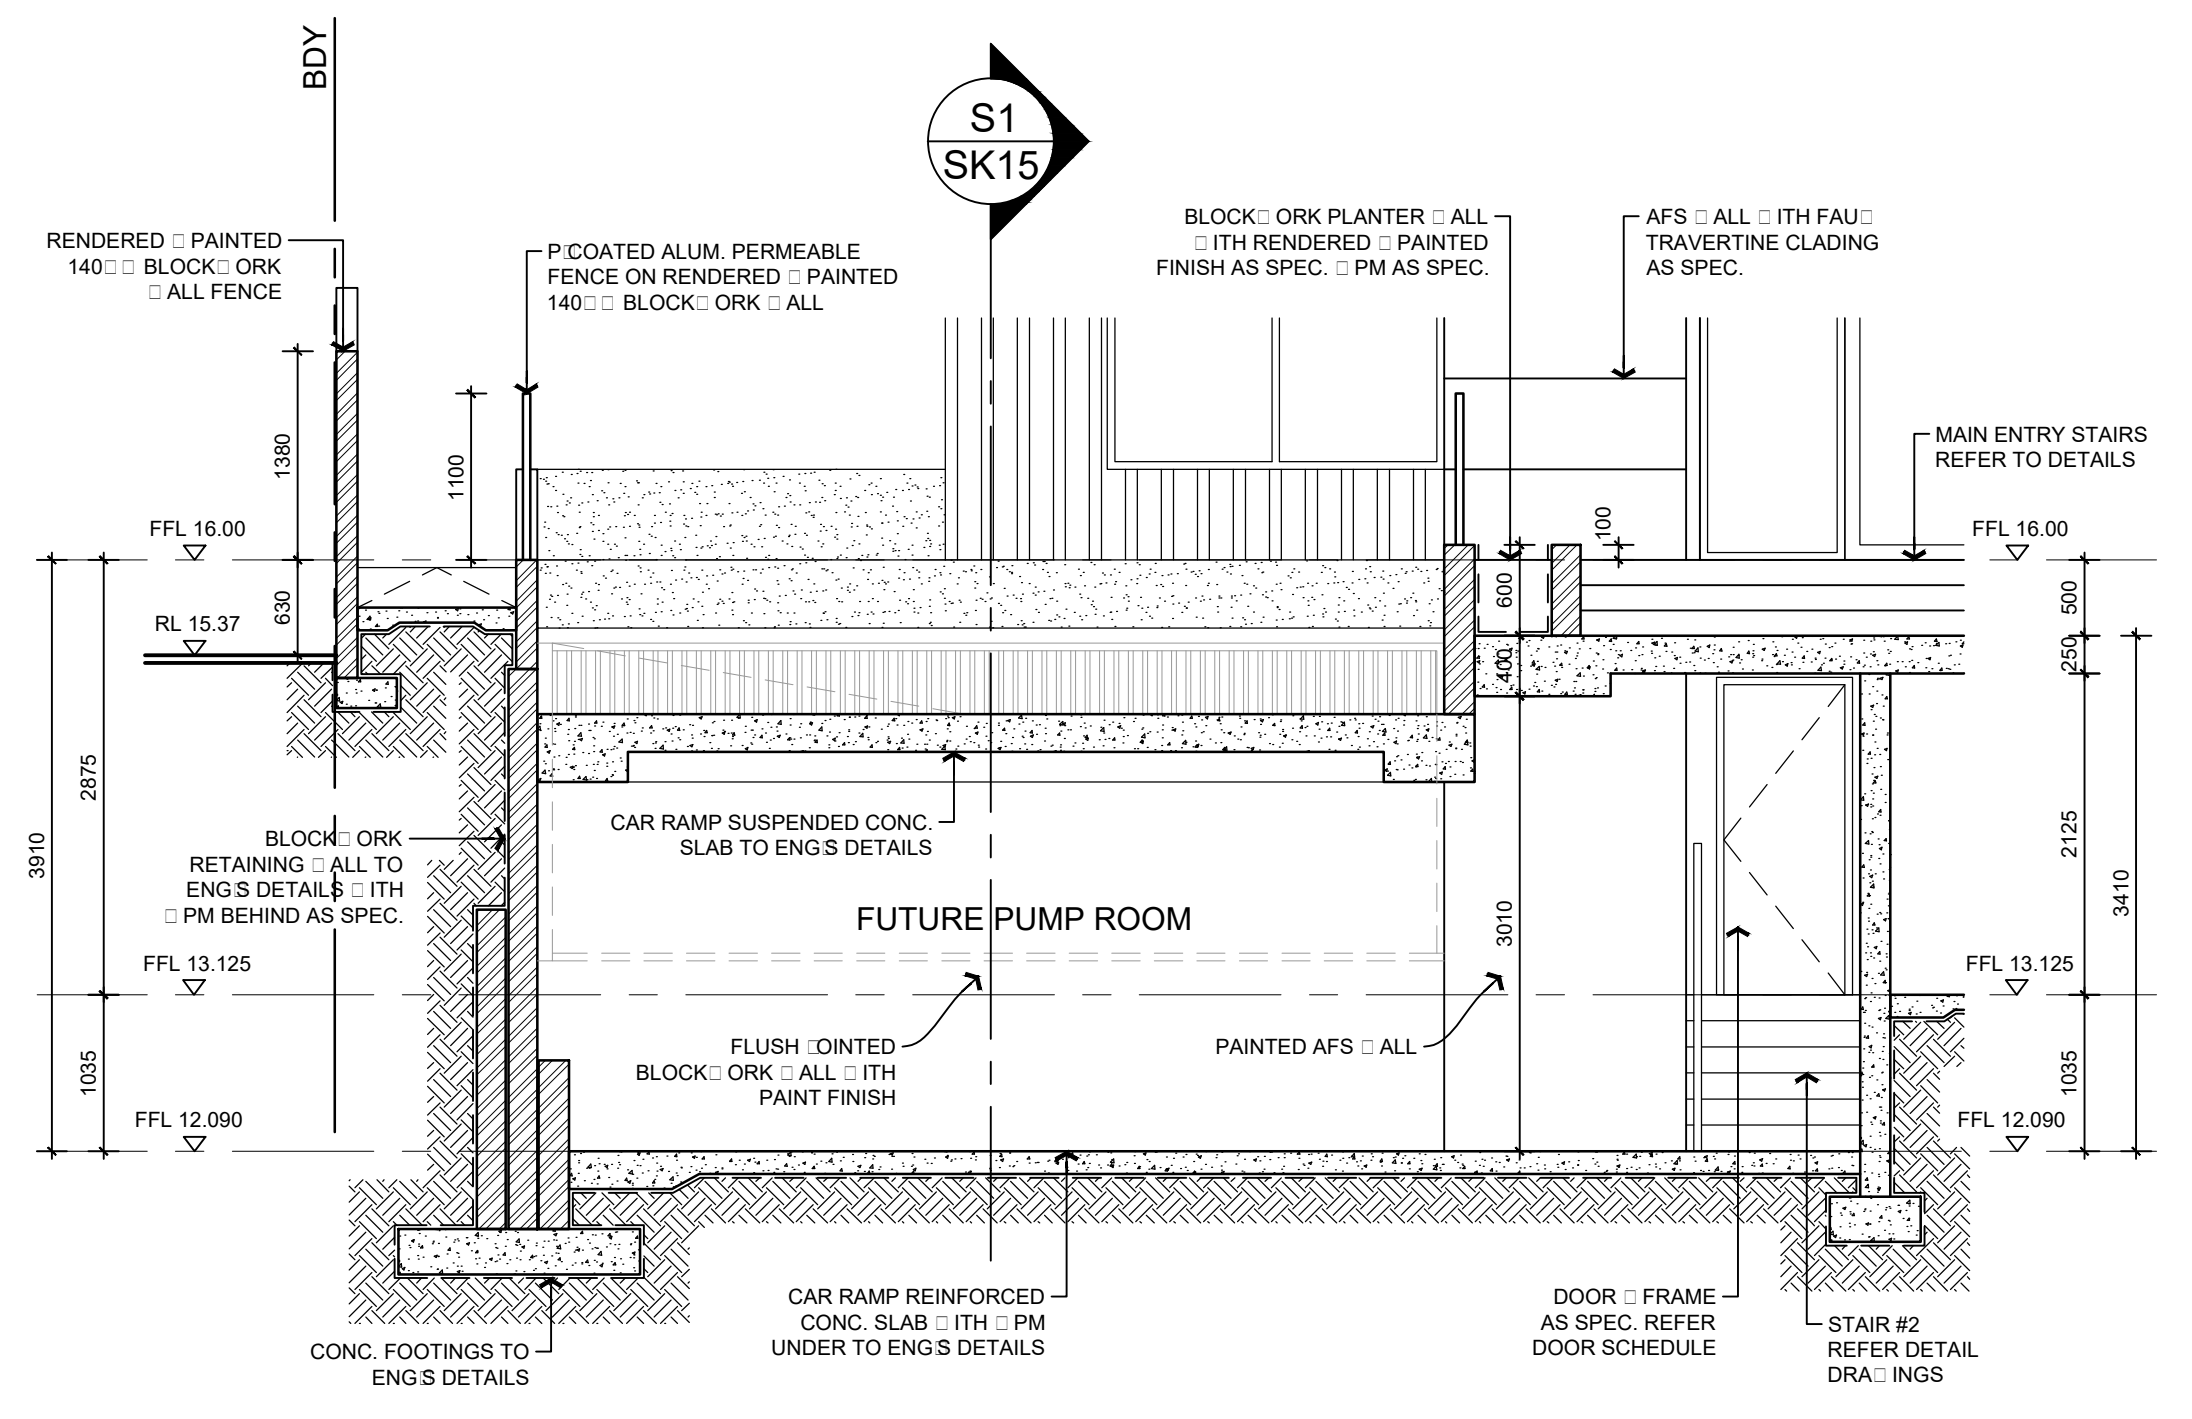 BDY
S1
SK15
RENDERED □ PAINTED
140□□ BLOCK□ORK
□ALL FENCE
P□COATED ALUM. PERMEABLE
FENCE ON RENDERED □ PAINTED
140□□ BLOCK□ORK □ALL
BLOCK□ORK PLANTER □ALL
□ITH RENDERED □ PAINTED
FINISH AS SPEC. □PM AS SPEC.
AFS □ALL □ITH FAU□
TRAVERTINE CLADING
AS SPEC.
MAIN ENTRY STAIRS
REFER TO DETAILS
1380
1100
100
FFL 16.00
FFL 16.00
630
600
500
RL 15.37
400
250
2875
3910
CAR RAMP SUSPENDED CONC.
SLAB TO ENG□S DETAILS
BLOCK□ORK
RETAINING □ALL TO
ENG□S DETAILS □ITH
□PM BEHIND AS SPEC.
FUTURE PUMP ROOM
3010
2125
3410
FFL 13.125
FFL 13.125
1035
FLUSH □OINTED
BLOCK□ORK □ALL □ITH
PAINT FINISH
PAINTED AFS □ALL
1035
FFL 12.090
FFL 12.090
CONC. FOOTINGS TO
ENG□S DETAILS
CAR RAMP REINFORCED
CONC. SLAB □ITH □PM
UNDER TO ENG□S DETAILS
DOOR □ FRAME
AS SPEC. REFER
DOOR SCHEDULE
STAIR #2
REFER DETAIL
DRA□INGS